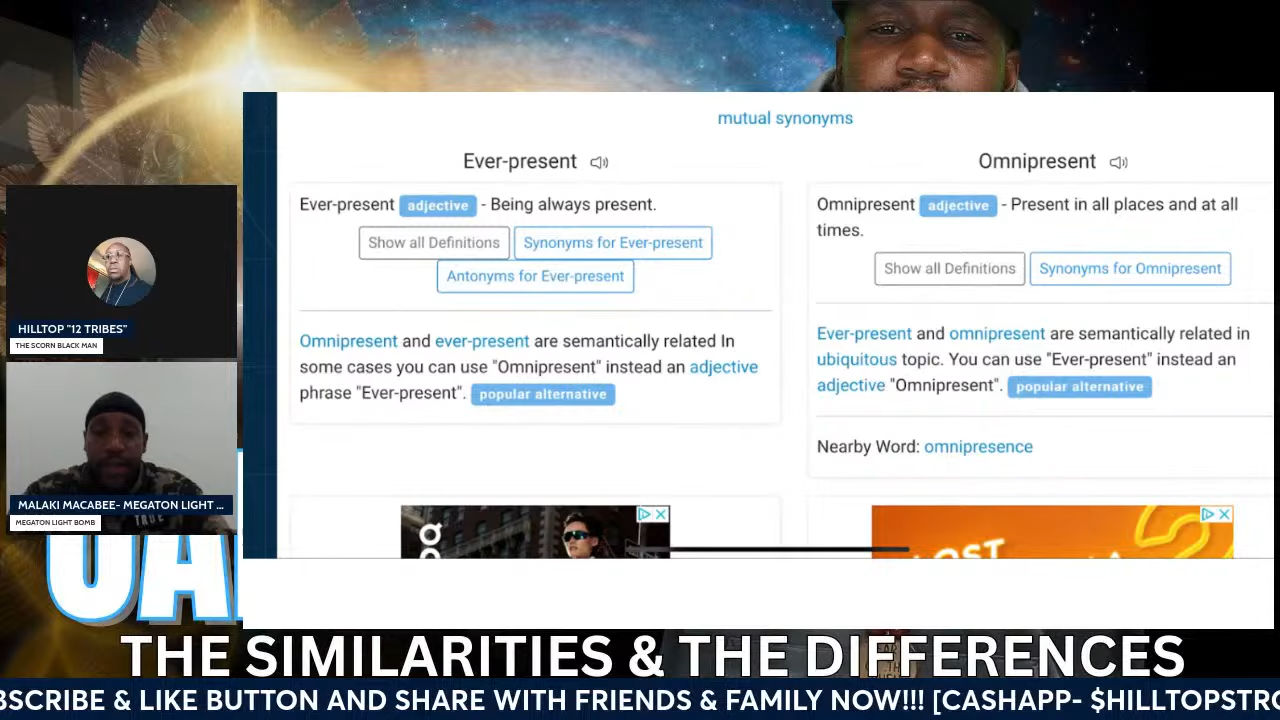 mutual synonyms
Ever-present
Ever-present adjective - Being always present.
Show all Definitions
Synonyms for Ever-present
Antonyms for Ever-present
Omnipresent and ever-present are semantically related In
some cases you can use "Omnipresent" instead an adjective
phrase "Ever-present". popular alternative
Omnipresent
Omnipresent adjective - Present in all places and at all
times.
Show all Definitions
Synonyms for Omnipresent
Ever-present and omnipresent are semantically related in
ubiquitous topic. You can use "Ever-present" instead an
adjective "Omnipresent". popular alternative
Nearby Word: omnipresence
HILLTOP "12 TRIBES"
THE SCORN BLACK MAN
MALAKI MACABEE- MEGATON LIGHT ...
MEGATON LIGHT BOMB
TRUE
THE SIMILARITIES & THE DIFFERENCES
BSCRIBE & LIKE BUTTON AND SHARE WITH FRIENDS & FAMILY NOW!!! [CASHAPP- $HILLTOPSTRO